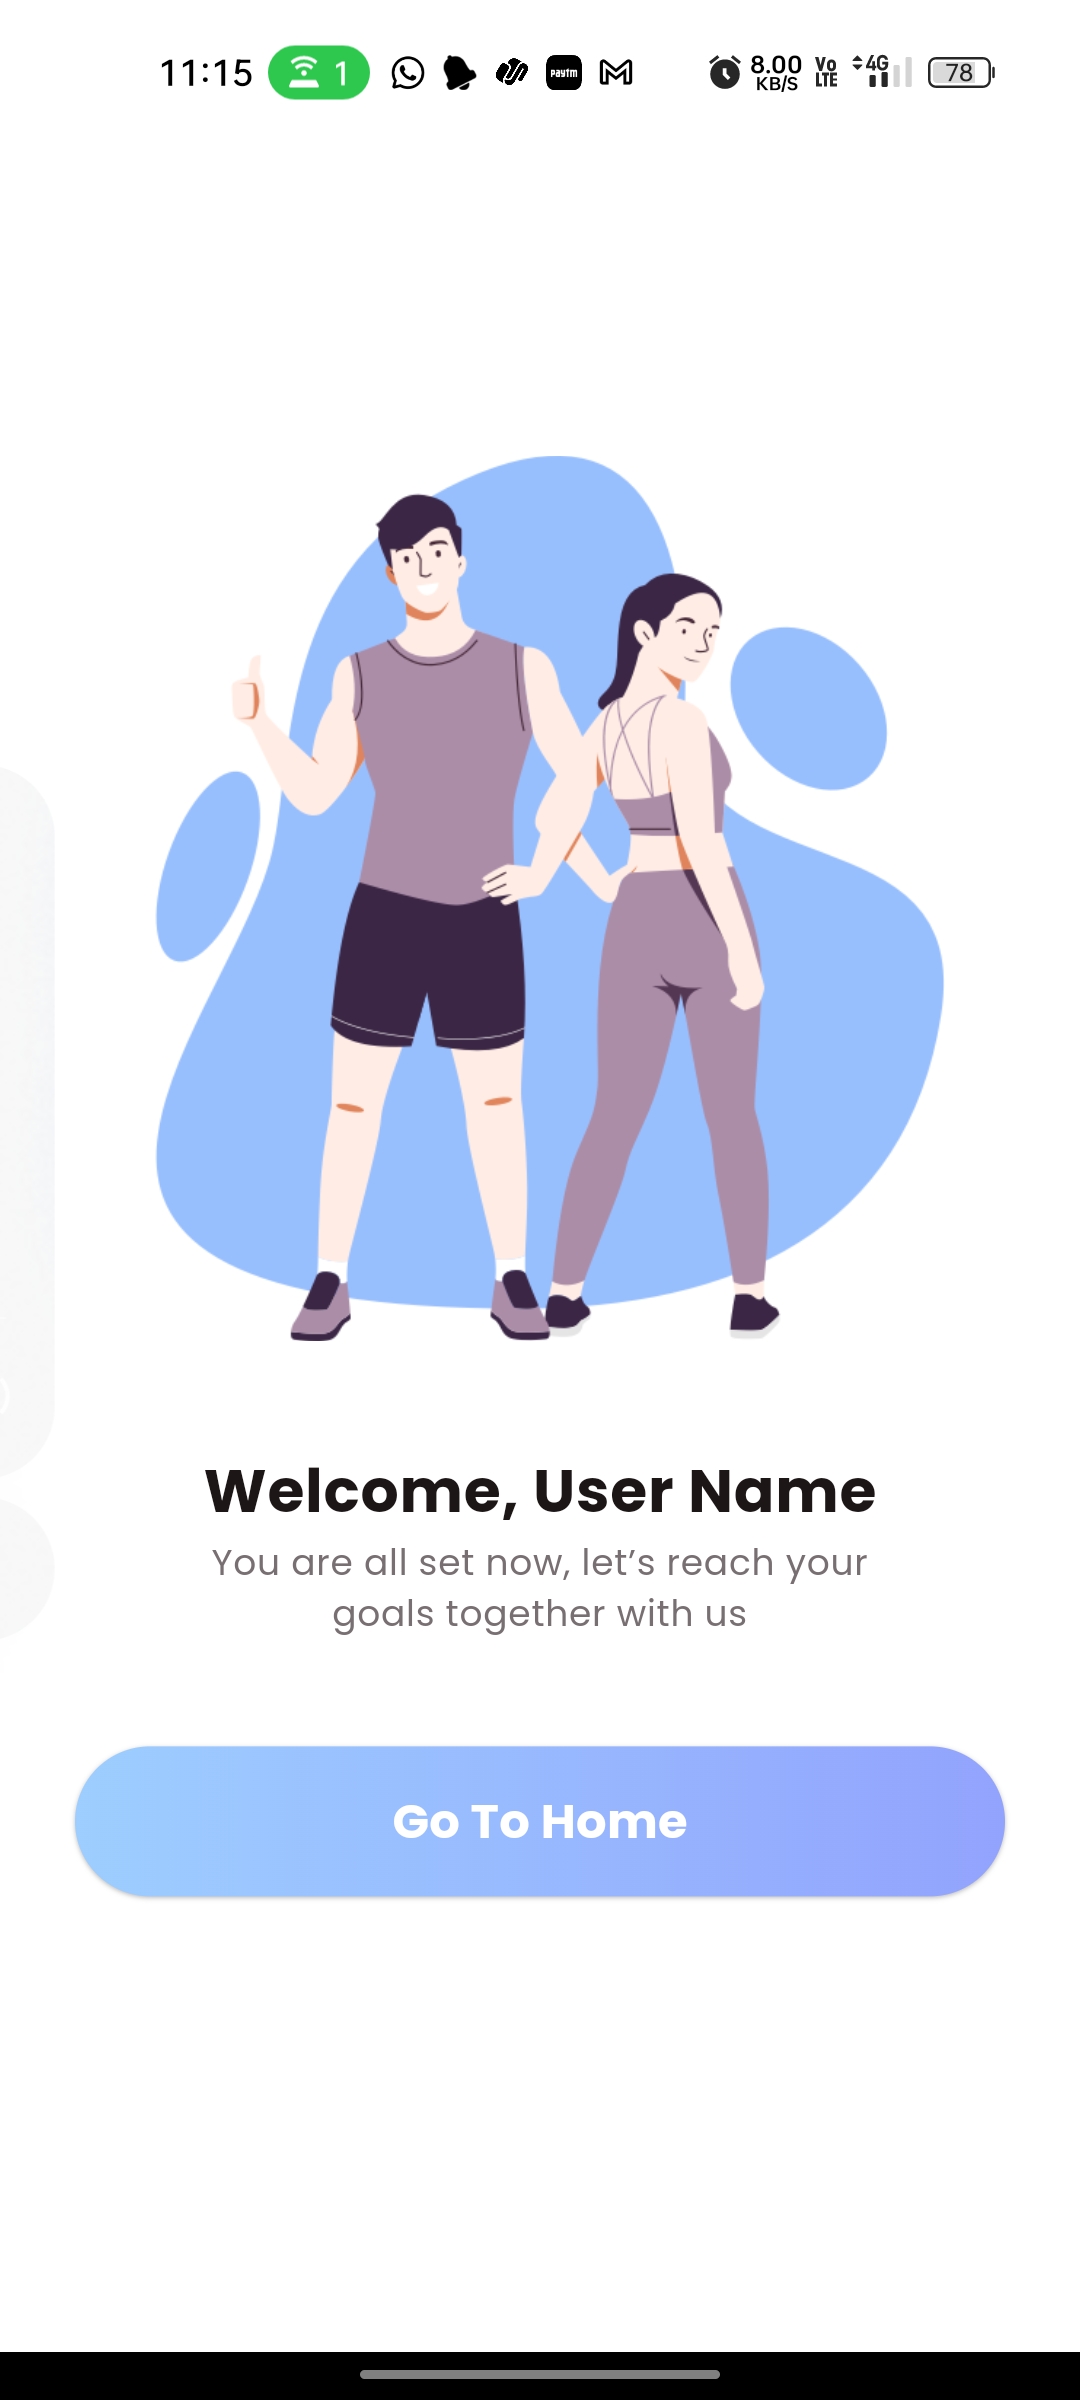 11:15 1 paytm 8.00 KB/S Vo LTE 4G 78
Welcome, User Name
You are all set now, let’s reach your
goals together with us
Go To Home